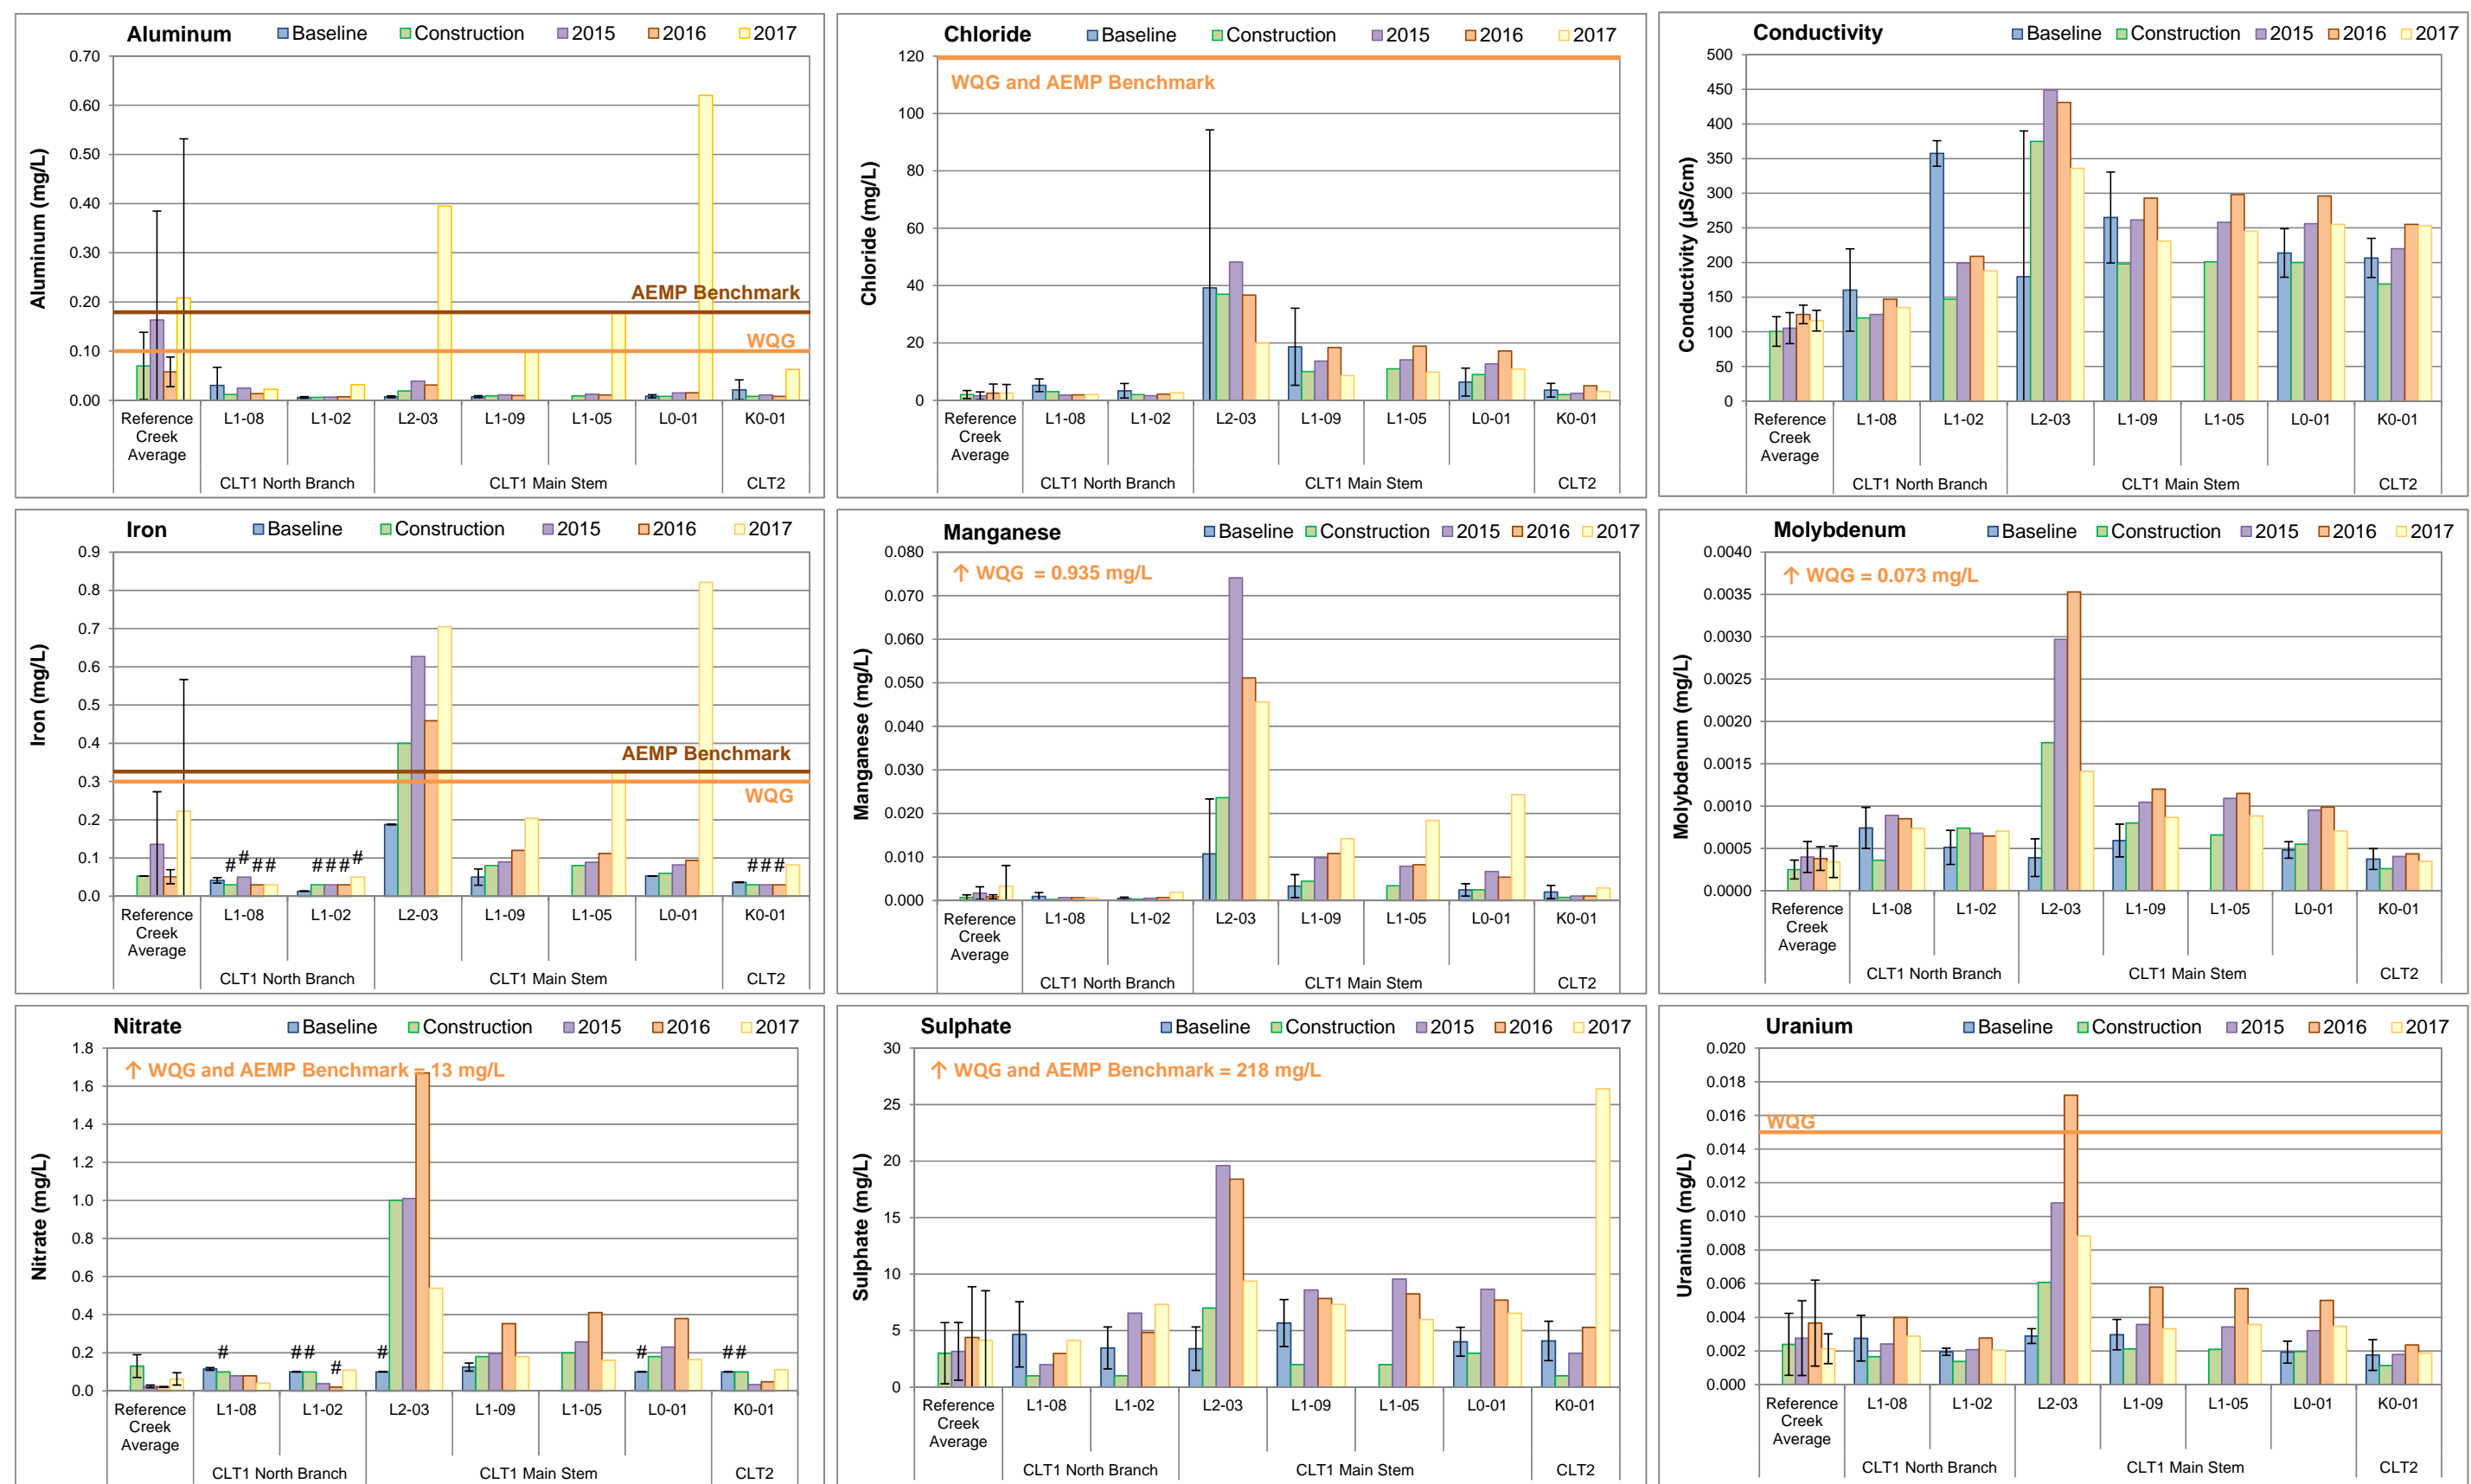 Aluminum Baseline Construction 2015 2016 2017
Aluminum (mg/L)
0.70
0.60
0.50
0.40
0.30
0.20
0.10
0.00
AEMP Benchmark
WQG
Reference Creek Average L1-08 L1-02 L2-03 L1-09 L1-05 L0-01 K0-01
CLT1 North Branch CLT1 Main Stem CLT2
Chloride Baseline Construction 2015 2016 2017
Chloride (mg/L)
120
100
80
60
40
20
0
WQG and AEMP Benchmark
Reference Creek Average L1-08 L1-02 L2-03 L1-09 L1-05 L0-01 K0-01
CLT1 North Branch CLT1 Main Stem CLT2
Conductivity Baseline Construction 2015 2016 2017
Conductivity (µS/cm)
500
450
400
350
300
250
200
150
100
50
0
Reference Creek Average L1-08 L1-02 L2-03 L1-09 L1-05 L0-01 K0-01
CLT1 North Branch CLT1 Main Stem CLT2
Iron Baseline Construction 2015 2016 2017
Iron (mg/L)
0.9
0.8
0.7
0.6
0.5
0.4
0.3
0.2
0.1
0.0
AEMP Benchmark
WQG
# # # # # # # # # # #
Reference Creek Average L1-08 L1-02 L2-03 L1-09 L1-05 L0-01 K0-01
CLT1 North Branch CLT1 Main Stem CLT2
Manganese Baseline Construction 2015 2016 2017
Manganese (mg/L)
↑ WQG = 0.935 mg/L
0.080
0.070
0.060
0.050
0.040
0.030
0.020
0.010
0.000
Reference Creek Average L1-08 L1-02 L2-03 L1-09 L1-05 L0-01 K0-01
CLT1 North Branch CLT1 Main Stem CLT2
Molybdenum Baseline Construction 2015 2016 2017
Molybdenum (mg/L)
↑ WQG = 0.073 mg/L
0.0040
0.0035
0.0030
0.0025
0.0020
0.0015
0.0010
0.0005
0.0000
Reference Creek Average L1-08 L1-02 L2-03 L1-09 L1-05 L0-01 K0-01
CLT1 North Branch CLT1 Main Stem CLT2
Nitrate Baseline Construction 2015 2016 2017
Nitrate (mg/L)
↑ WQG and AEMP Benchmark = 13 mg/L
1.8
1.6
1.4
1.2
1.0
0.8
0.6
0.4
0.2
0.0
# # # # # # # #
Reference Creek Average L1-08 L1-02 L2-03 L1-09 L1-05 L0-01 K0-01
CLT1 North Branch CLT1 Main Stem CLT2
Sulphate Baseline Construction 2015 2016 2017
Sulphate (mg/L)
↑ WQG and AEMP Benchmark = 218 mg/L
30
25
20
15
10
5
0
Reference Creek Average L1-08 L1-02 L2-03 L1-09 L1-05 L0-01 K0-01
CLT1 North Branch CLT1 Main Stem CLT2
Uranium Baseline Construction 2015 2016 2017
Uranium (mg/L)
0.020
0.018
0.016
0.014
0.012
0.010
0.008
0.006
0.004
0.002
0.000
WQG
Reference Creek Average L1-08 L1-02 L2-03 L1-09 L1-05 L0-01 K0-01
CLT1 North Branch CLT1 Main Stem CLT2